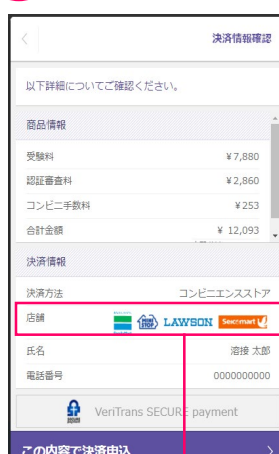 決済情報確認
以下詳細についてご確認ください。
商品情報
受験料 ¥7,880
認証審査料 ¥2,860
コンビニ手数料 ¥253
合計金額 ¥ 12,093
決済情報
決済方法 コンビニエンスストア
店舗 MINI STOP LAWSON Seicomart
氏名 溶接 太郎
電話番号 0000000000
VeriTrans SECURE payment
この内容で決済申込